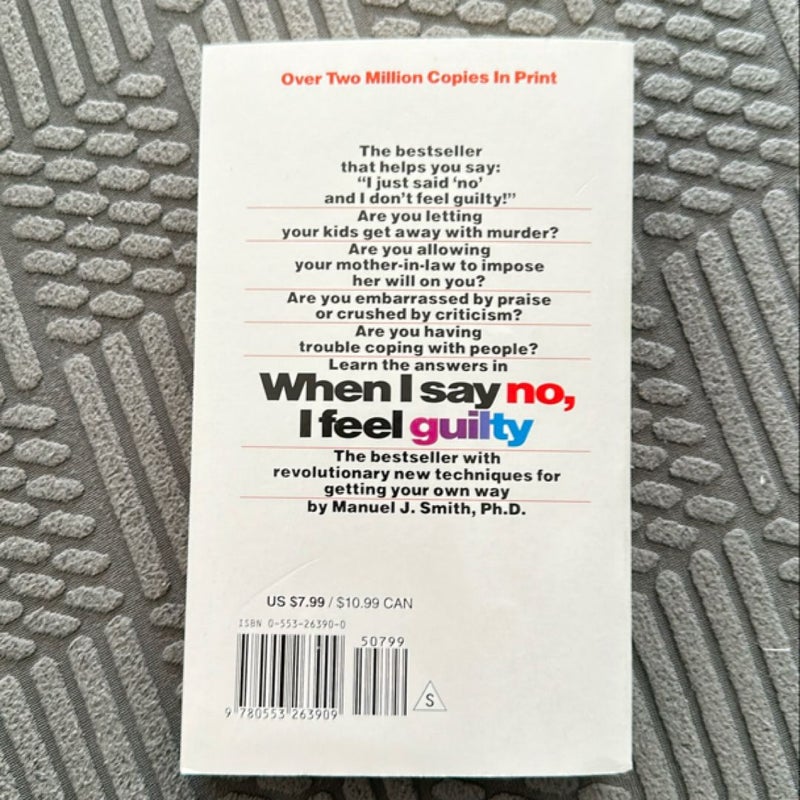 Over Two Million Copies In Print
The bestseller
that helps you say:
“I just said ‘no’
and I don’t feel guilty!”
Are you letting
your kids get away with murder?
Are you allowing
your mother-in-law to impose
her will on you?
Are you embarrassed by praise
or crushed by criticism?
Are you having
trouble coping with people?
Learn the answers in
When I say no,
I feel guilty
The bestseller with
revolutionary new techniques for
getting your own way
by Manuel J. Smith, Ph.D.
US $7.99 / $10.99 CAN
ISBN 0-553-26390-0
50799
9 780553 263909
S